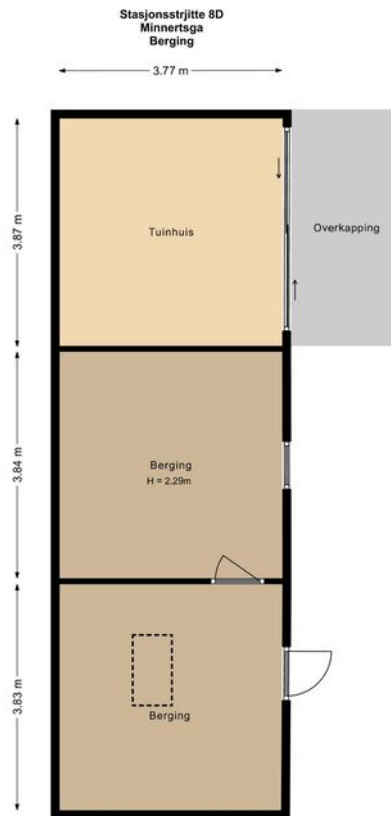 Stasjonsstrjitte 8D
Minnertsga
Berging
3.77 m
3.87 m
Tuinhuis
Overkapping
3.84 m
Berging
H = 2.29m
3.83 m
Berging